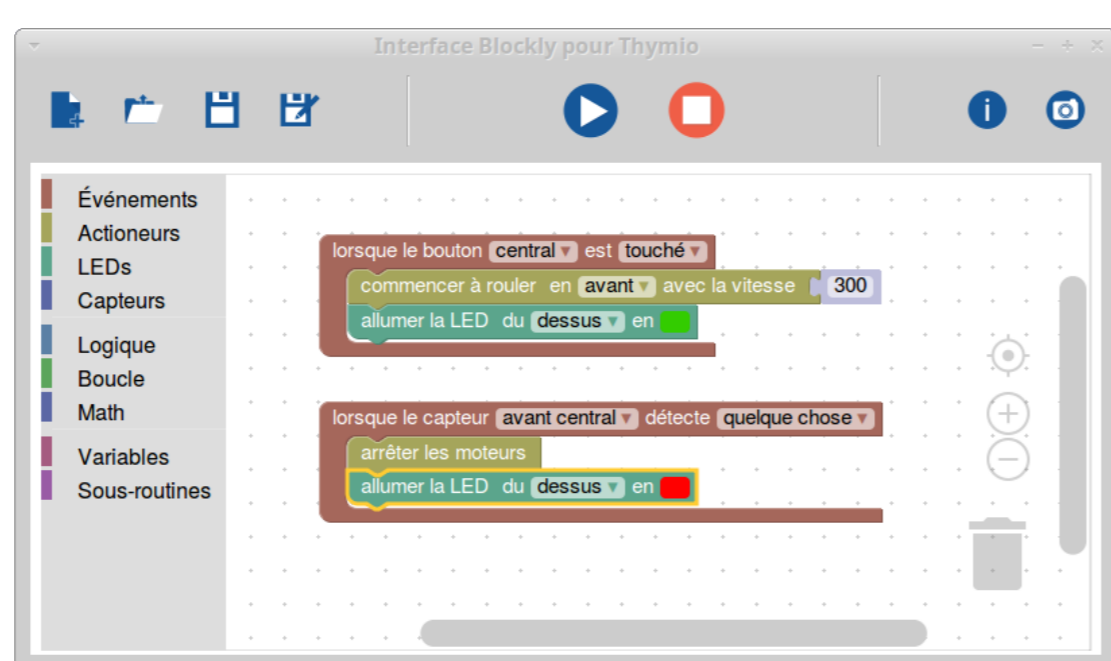 Interface Blockly pour Thymio
Événements
Actioneurs
LEDs
Capteurs
Logique
Boucle
Math
Variables
Sous-routines
lorsque le bouton central est touché
commencer à rouler en avant avec la vitesse 300
allumer la LED du dessus en
lorsque le capteur avant central détecte quelque chose
arrêter les moteurs
allumer la LED du dessus en